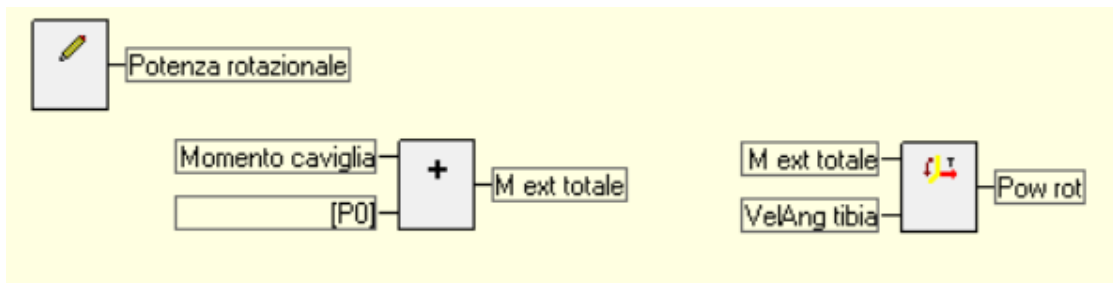 Potenza rotazionale
Momento caviglia
+
[P0]
M ext totale
M ext totale
VelAng tibia
T
Pow rot